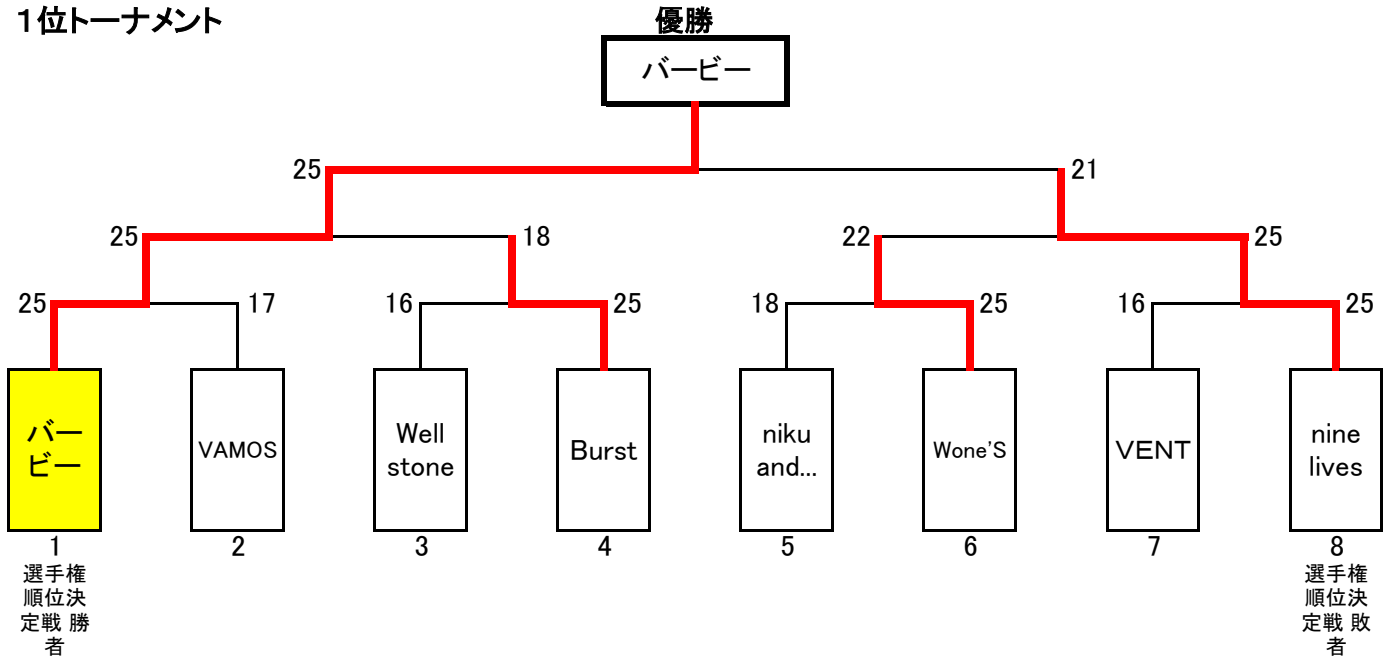 1位トーナメント
優勝
バービー
25
21
25
18
22
25
25
17
16
25
18
25
16
25
バー
ビー
VAMOS
Well
stone
Burst
niku
and...
Wone'S
VENT
nine
lives
1
2
3
4
5
6
7
8
選手権
順位決
定戦 勝
者
選手権
順位決
定戦 敗
者